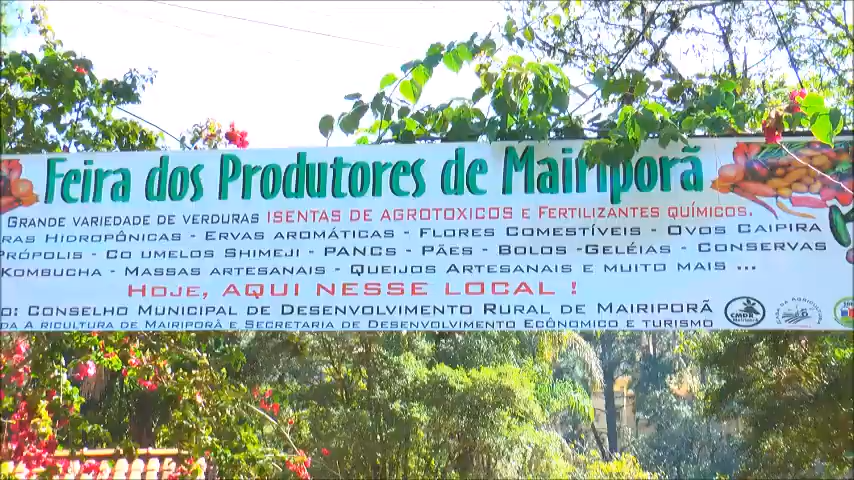 Feira dos Produtores de Mairiporã
GRANDE VARIEDADE DE VERDURAS ISENTAS DE AGROTOXICOS E FERTILIZANTES QUÍMICOS.
RAS HIDROPÔNICAS - ERVAS AROMÁTICAS - FLORES COMESTÍVEIS - OVOS CAIPIRA
PRÓPOLIS - CO UMELOS SHIMEJI - PANCS - PÃES - BOLOS -GELÉIAS - CONSERVAS
KOMBUCHA - MASSAS ARTESANAIS - QUEIJOS ARTESANAIS E MUITO MAIS ...
HOJE, AQUI NESSE LOCAL !
O: CONSELHO MUNICIPAL DE DESENVOLVIMENTO RURAL DE MAIRIPORÃ
DA A RICULTURA DE MAIRIPORÃ E SECRETARIA DE DESENVOLVIMENTO ECÔNOMICO E TURISMO
CMDR